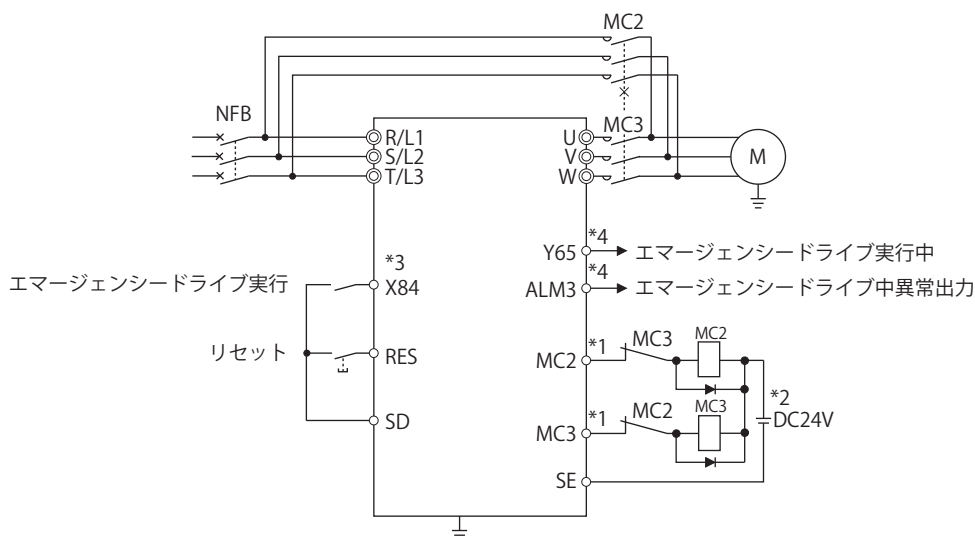 MC2
NFB
MC3
R/L1
S/L2
T/L3
U
V
W
M
*3
*4
Y65
エマージェンシードライブ実行中
*4
ALM3
エマージェンシードライブ中異常出力
エマージェンシードライブ実行
X84
リセット
RES
SD
MC2
*1
MC3
MC2
*2
DC24V
MC3
*1
MC2
MC3
SE